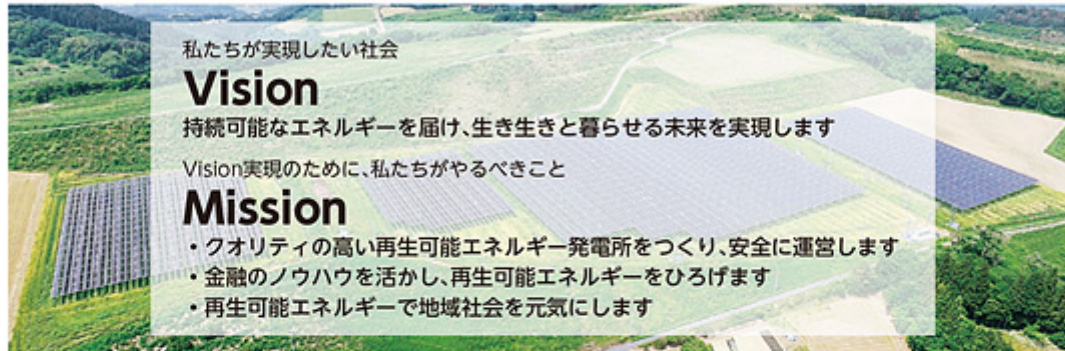 私たちが実現したい社会
Vision
持続可能なエネルギーを届け、生き生きと暮らせる未来を実現します
Vision実現のために、私たちがやるべきこと
Mission
・クオリティの高い再生可能エネルギー発電所をつくり、安全に運営します
・金融のノウハウを活かし、再生可能エネルギーをひろげます
・再生可能エネルギーで地域社会を元気にします